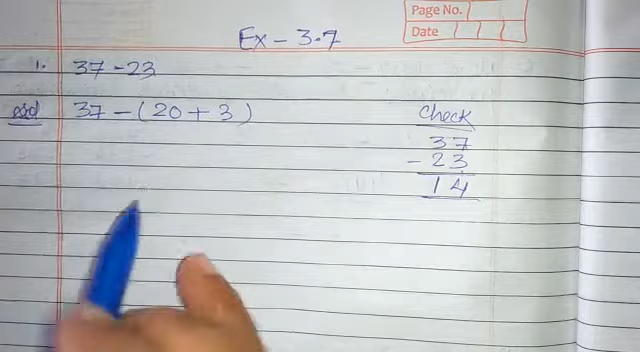 Page No.
Date
Ex - 3.7
1. 37 - 23
37 - (20 + 3)
Check
37
- 23
14